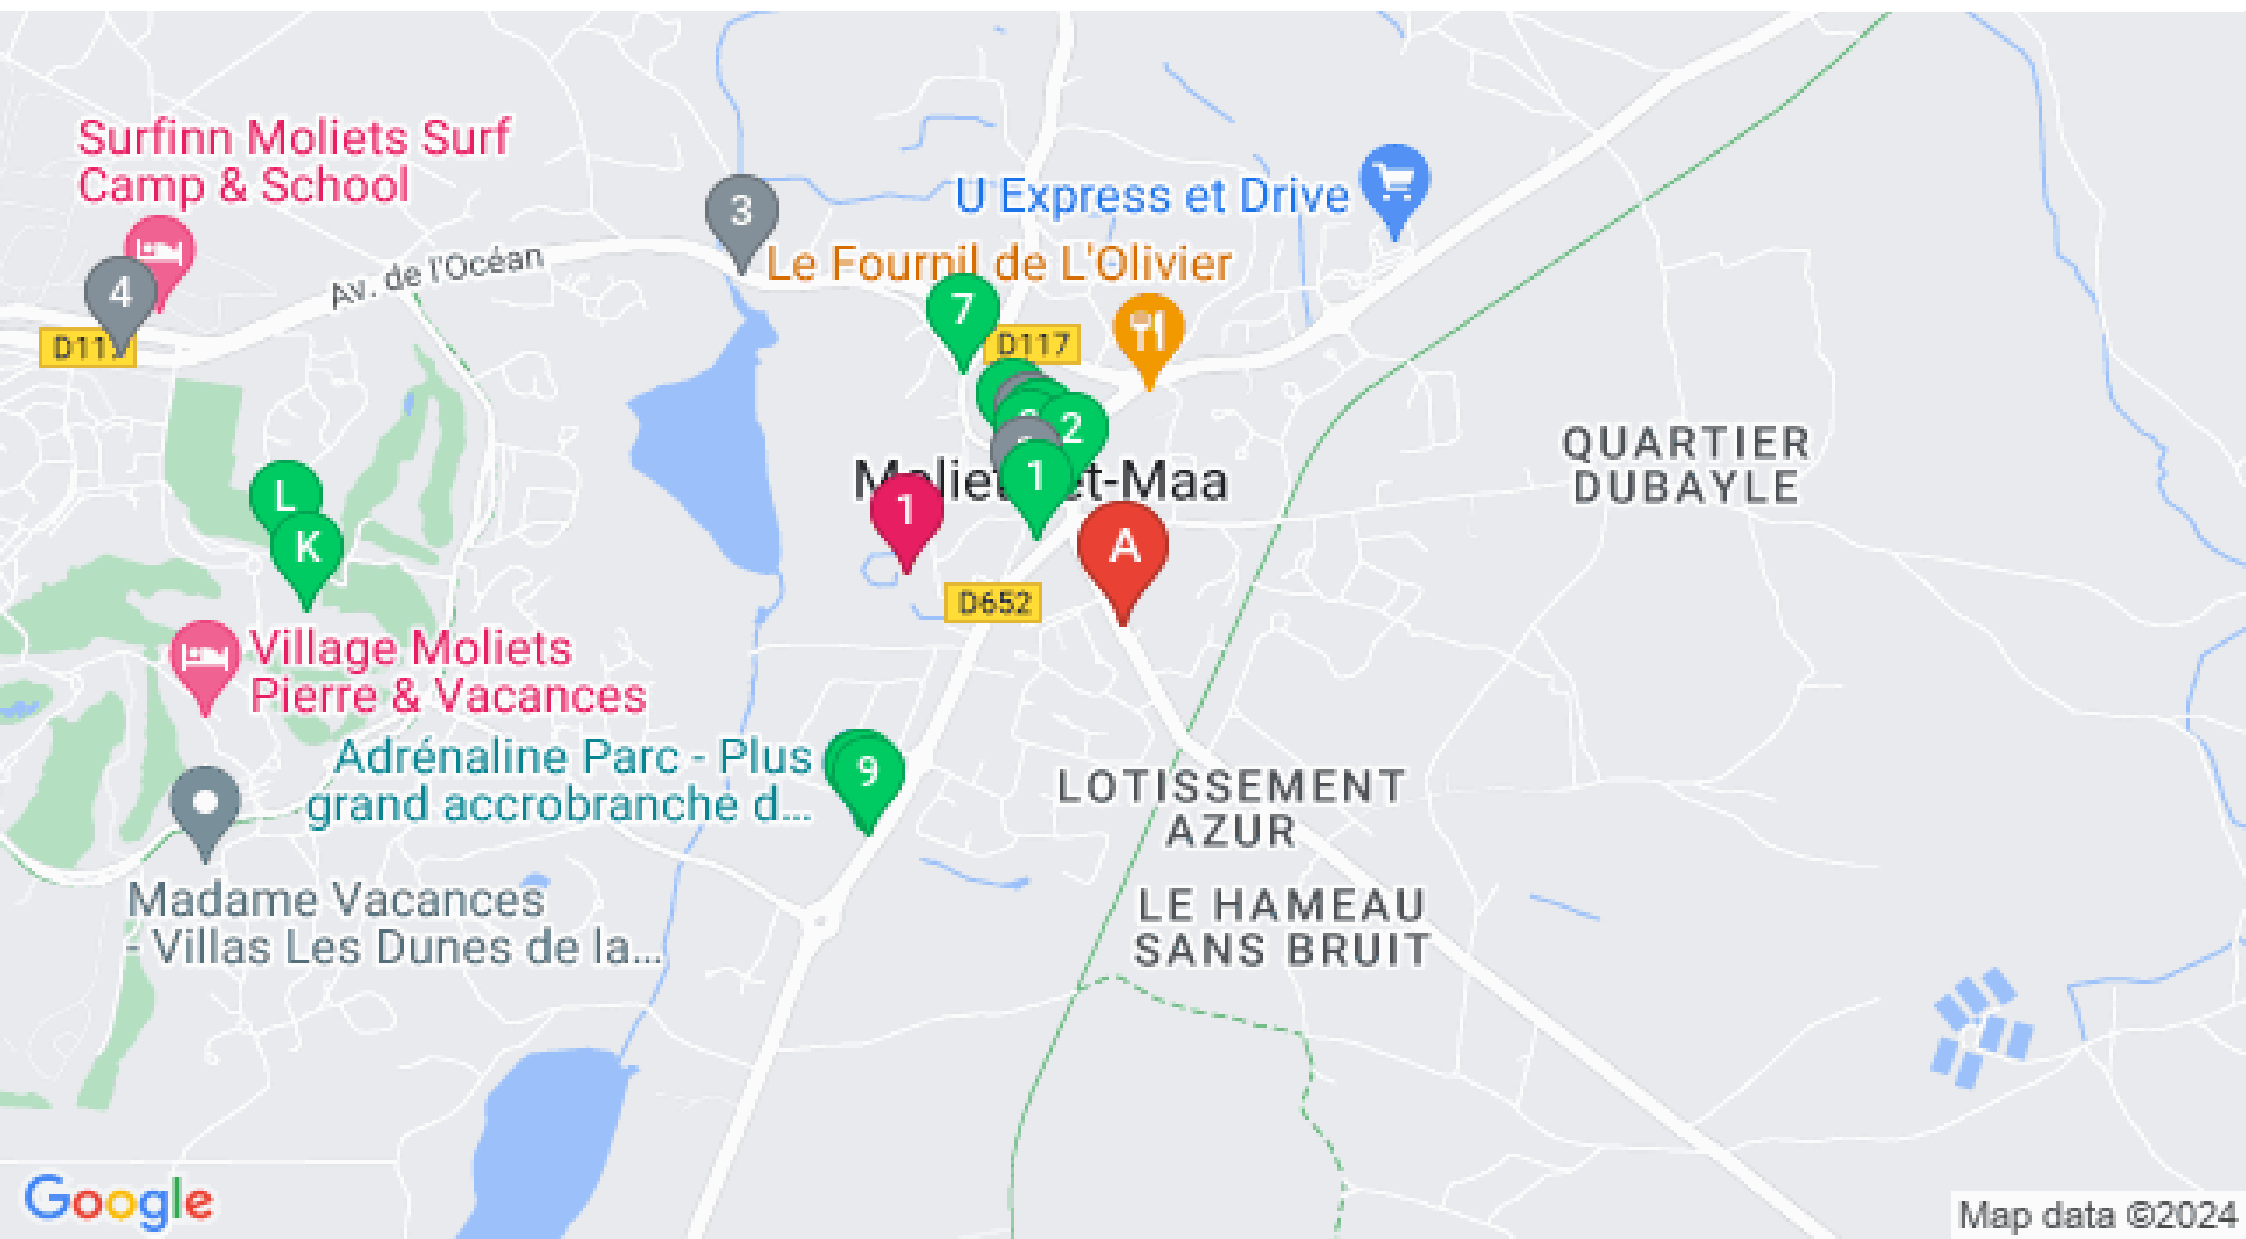 Surfinn Moliets Surf
Camp & School
3
U Express et Drive
4
Av. de l'Océan
Le Fournil de L'Olivier
7
D117
2
QUARTIER
DUBAYLE
L
1
1
K
A
D652
Village Moliets
Pierre & Vacances
Adrénaline Parc - Plus
grand accrobranche d...
9
LOTISSEMENT
AZUR
Madame Vacances
- Villas Les Dunes de la...
LE HAMEAU
SANS BRUIT
Google
Map data ©2024